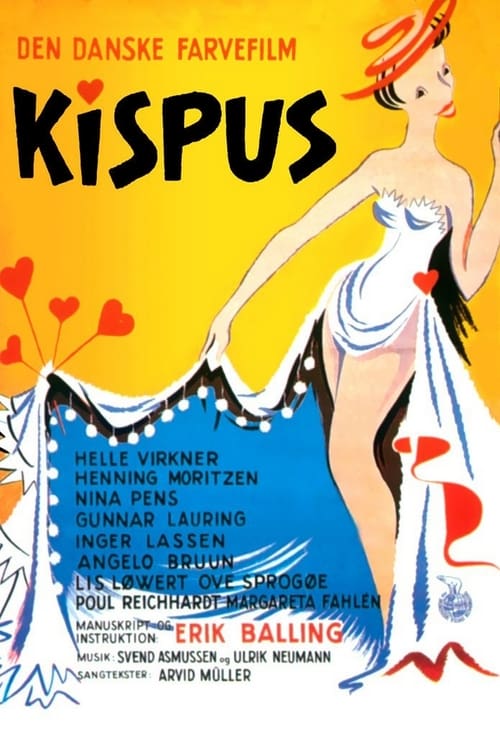 DEN DANSKE FARVEFILM
KiSPUS
HELLE VIRKNER
HENNING MORITZEN
NINA PENS
GUNNAR LAURING
INGER LASSEN
ANGELO BRUUN
LIS LØWERT OVE SPROGØE
POUL REICHHARDT MARGARETA FAHLÉN
MANUSKRIPT OG
INSTRUKTION: ERIK BALLING
MUSIK: SVEND ASMUSSEN og ULRIK NEUMANN
SANGTEKSTER: ARVID MÜLLER